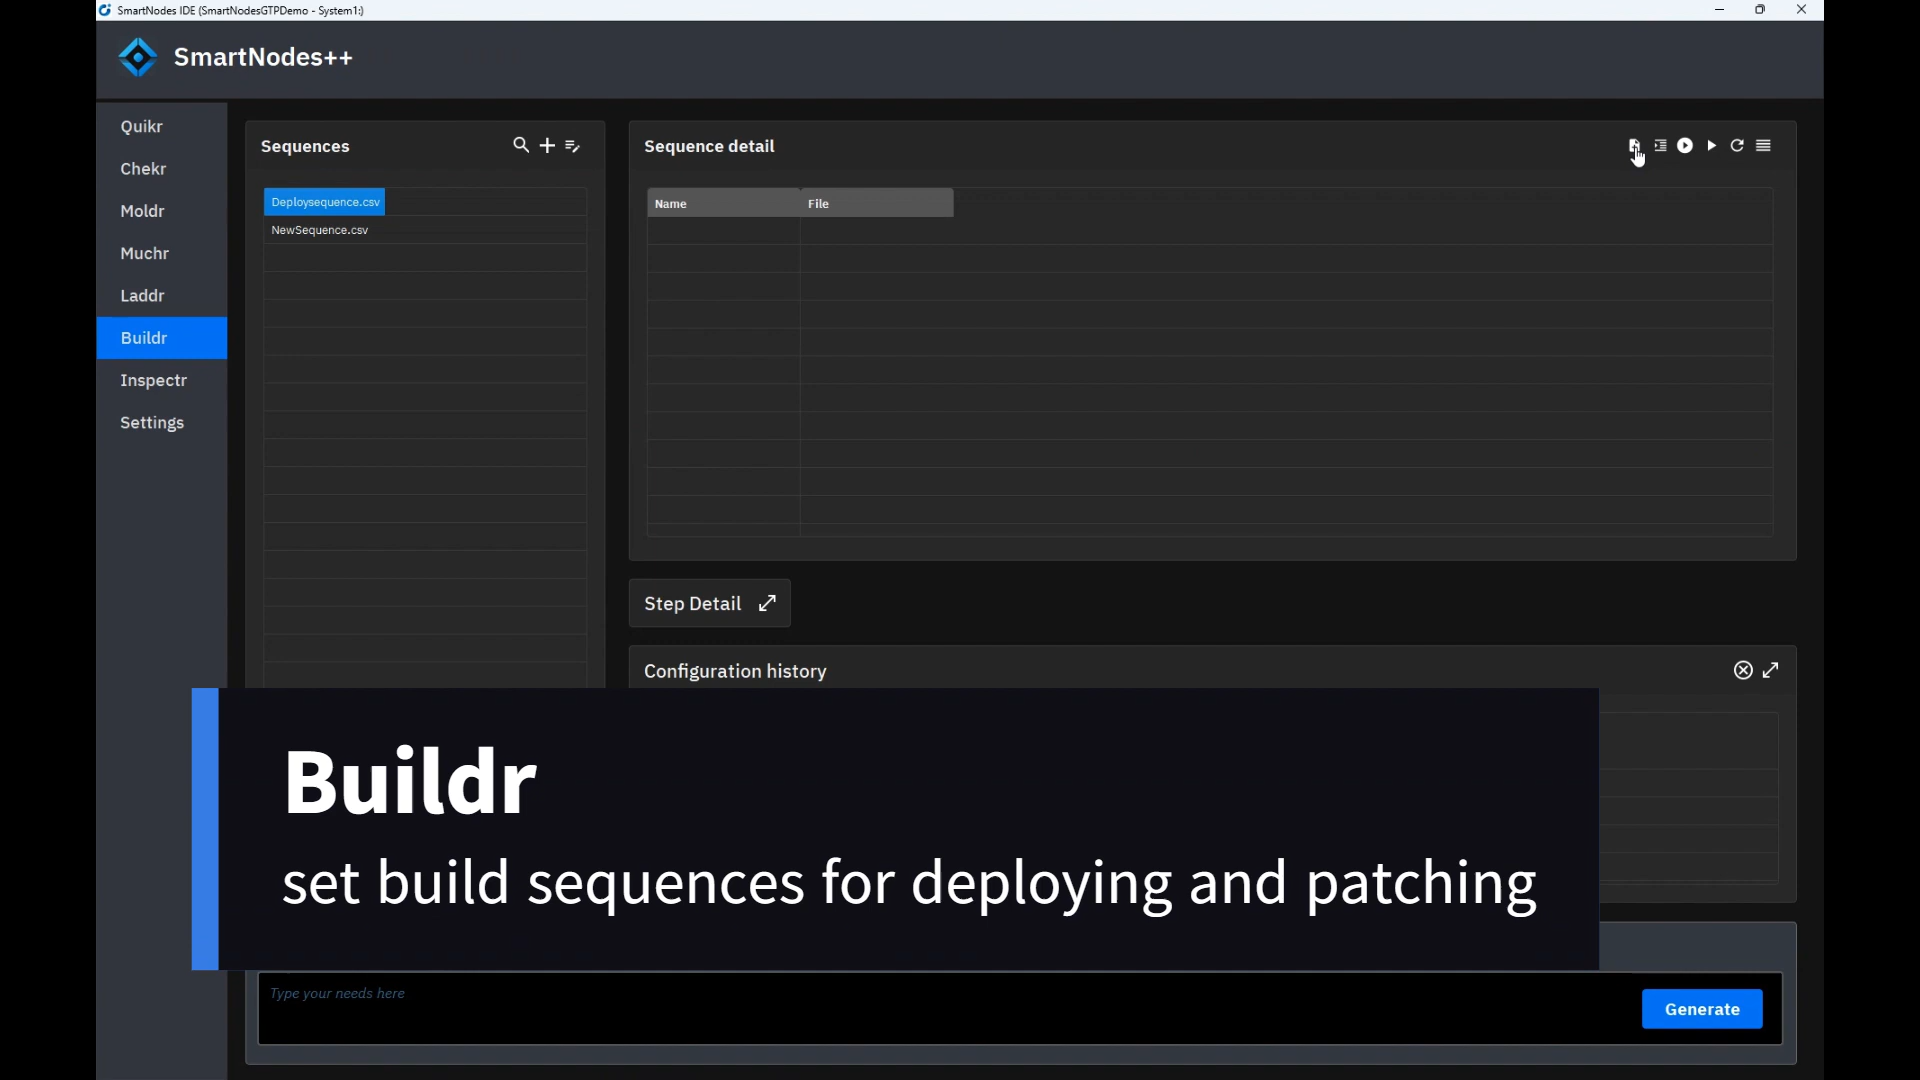 SmartNodes IDE (SmartNodesGTPDemo - System1:)
SmartNodes++
Quikr
Chekr
Moldr
Muchr
Laddr
Buildr
Inspectr
Settings
Sequences
Deploysequence.csv
NewSequence.csv
Sequence detail
Name File
Step Detail
Configuration history
Buildr
set build sequences for deploying and patching
Type your needs here
Generate